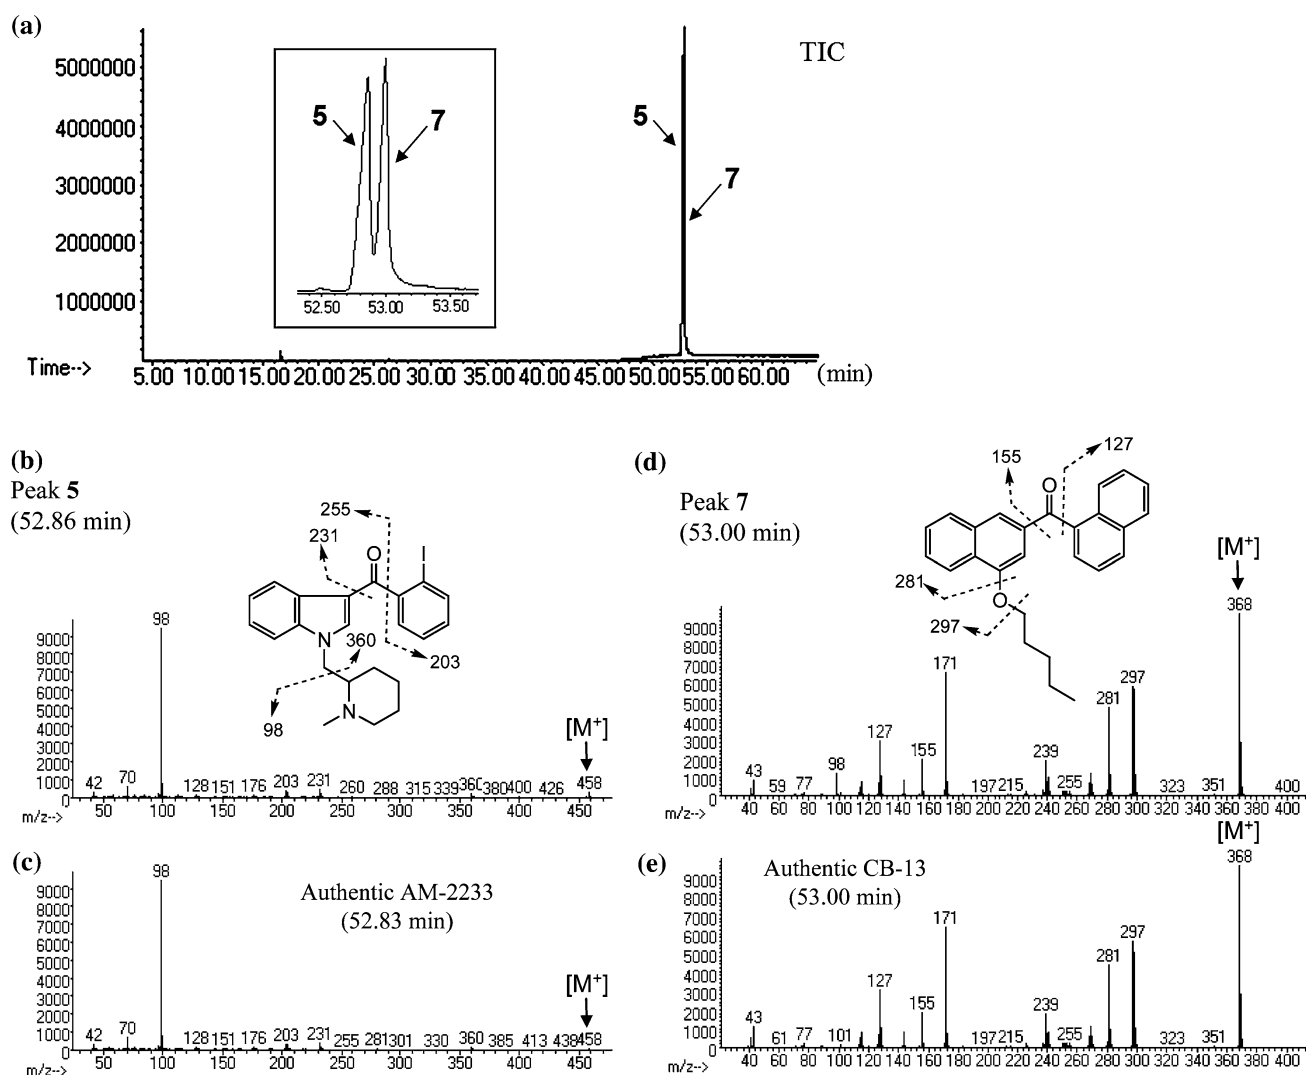 (a)
TIC
5000000
4000000
3000000
2000000
1000000
5
7
52.50 53.00 53.50
5
7
Time-->
5.00 10.00 15.00 20.00 25.00 30.00 35.00 40.00 45.00 50.00 55.00 60.00 (min)
(b)
Peak 5
(52.86 min)
255
231
O
I
N
360
203
N
98
[M+]
9000
8000
7000
6000
5000
4000
3000
2000
1000
0
98
42 70 128 151 176 203 231 260 288 315 339 360 380 400 426 458
m/z--> 50 100 150 200 250 300 350 400 450
(c)
Authentic AM-2233
(52.83 min)
[M+]
9000
8000
7000
6000
5000
4000
3000
2000
1000
0
98
42 70 128 151 176 203 231 255 281 301 330 360 385 413 438 458
m/z--> 50 100 150 200 250 300 350 400 450
(d)
Peak 7
(53.00 min)
155
127
O
281
O
297
[M+]
9000
8000
7000
6000
5000
4000
3000
2000
1000
0
43 59 77 98 127 155 171 197 215 239 255 281 297 323 351 368 400
m/z--> 40 60 80 100 120 140 160 180 200 220 240 260 280 300 320 340 360 380 400
(e)
Authentic CB-13
(53.00 min)
[M+]
9000
8000
7000
6000
5000
4000
3000
2000
1000
0
43 61 77 101 127 155 171 197 215 239 255 281 297 323 351 368
m/z--> 40 60 80 100 120 140 160 180 200 220 240 260 280 300 320 340 360 380 400